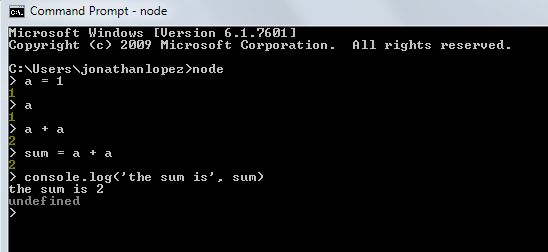 Command Prompt - node
Microsoft Windows [Version 6.1.7601]
Copyright (c) 2009 Microsoft Corporation.  All rights reserved.
C:\Users\jonathanlopez>node
> a = 1
1
> a
1
> a + a
2
> sum = a + a
2
> console.log('the sum is', sum)
the sum is 2
undefined
>